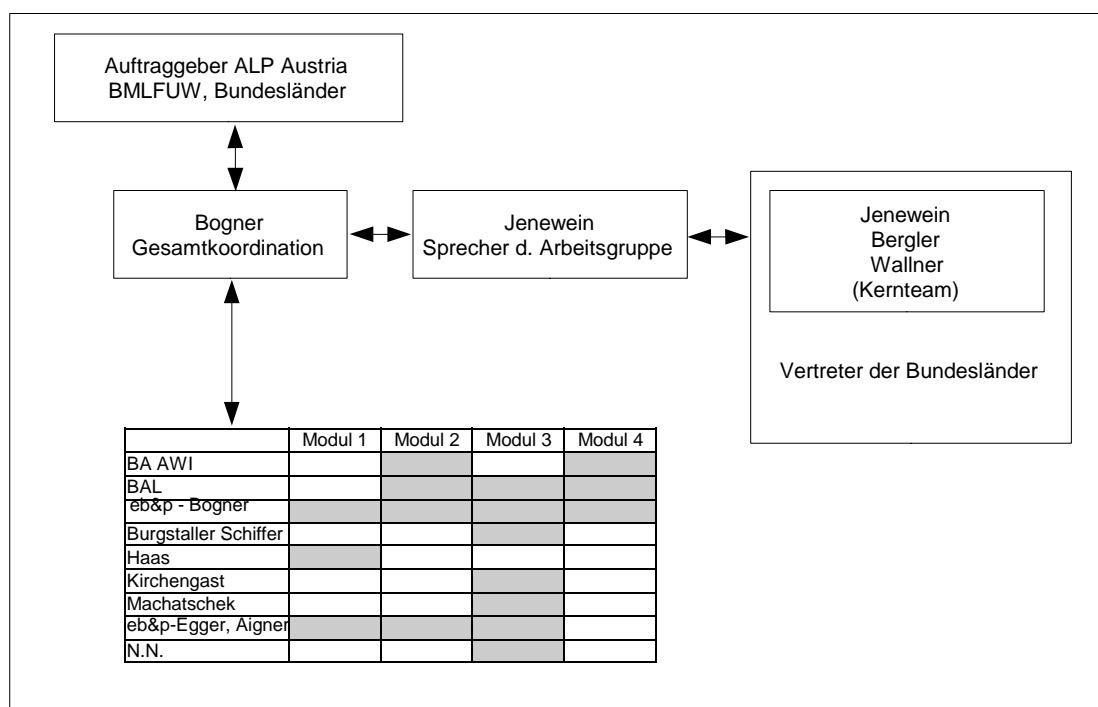 Auftraggeber ALP Austria
BMLFUW, Bundesländer
Bogner
Gesamtkoordination
Jenewein
Sprecher d. Arbeitsgruppe
Jenewein
Bergler
Wallner
(Kernteam)
Vertreter der Bundesländer
Modul 1 Modul 2 Modul 3 Modul 4
BA AWI
BAL
eb&p - Bogner
Burgstaller Schiffer
Haas
Kirchengast
Machatschek
eb&p-Egger, Aigner
N.N.